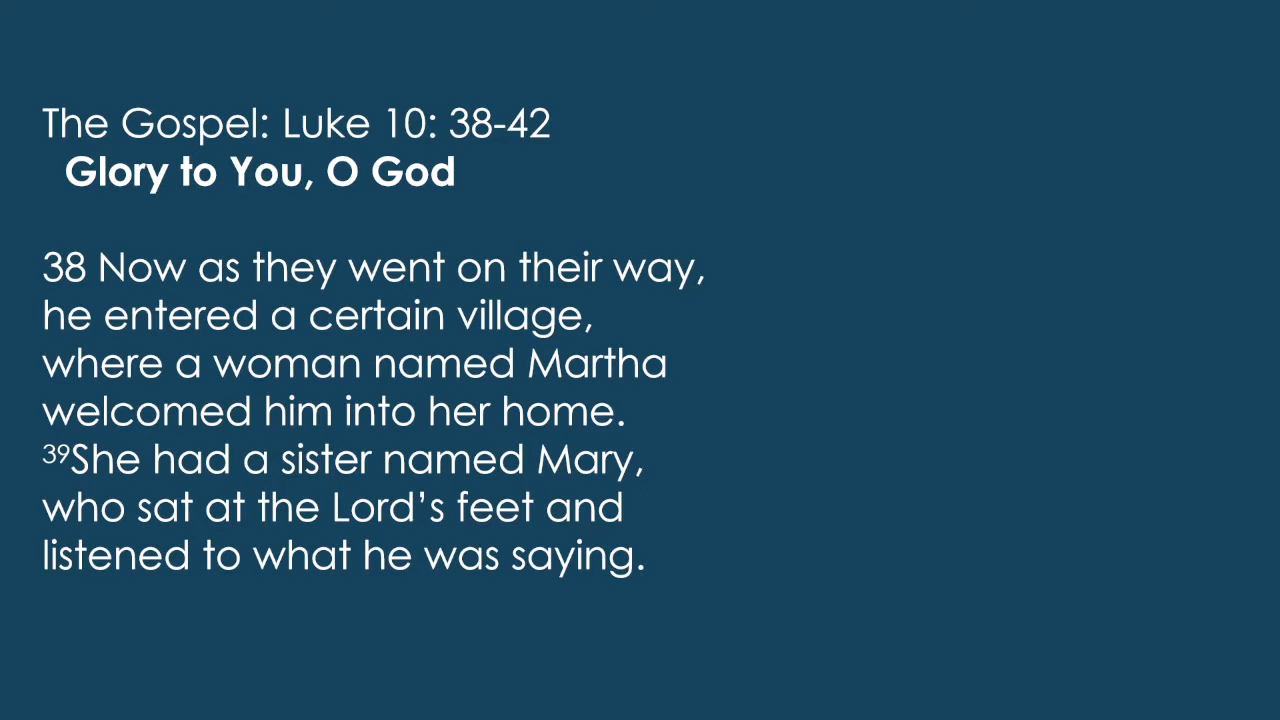 The Gospel: Luke 10: 38-42
Glory to You, O God
38 Now as they went on their way,
he entered a certain village,
where a woman named Martha
welcomed him into her home.
39She had a sister named Mary,
who sat at the Lord’s feet and
listened to what he was saying.